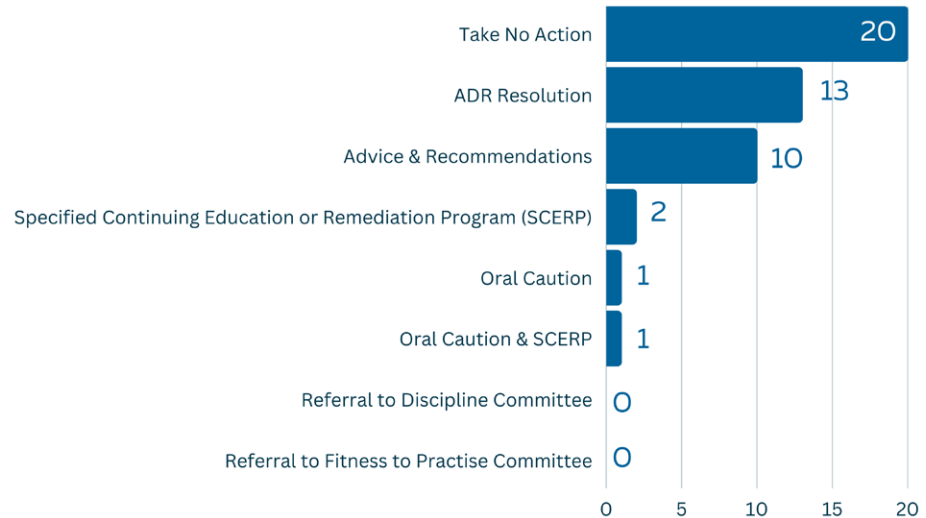 Take No Action 20
ADR Resolution 13
Advice & Recommendations 10
Specified Continuing Education or Remediation Program (SCERP) 2
Oral Caution 1
Oral Caution & SCERP 1
Referral to Discipline Committee 0
Referral to Fitness to Practise Committee 0
0 5 10 15 20